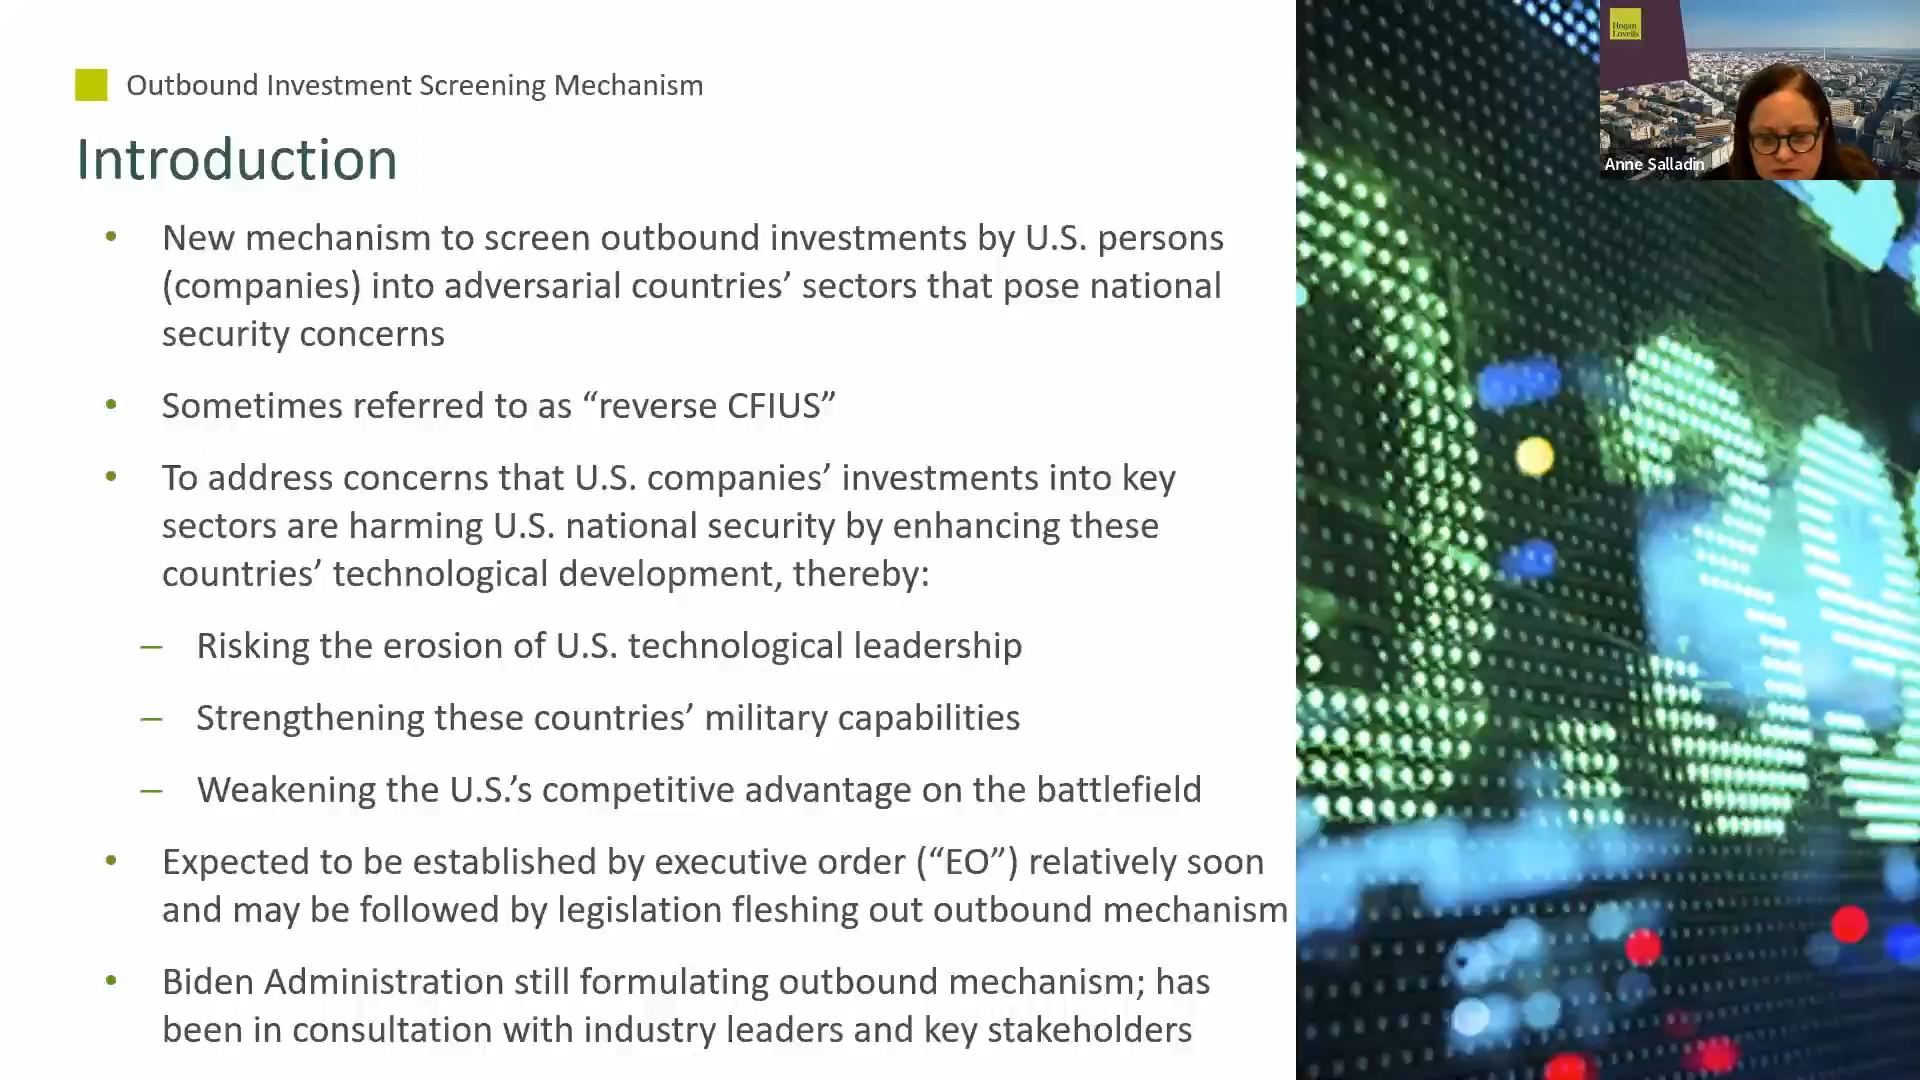 Outbound Investment Screening Mechanism
Introduction
• New mechanism to screen outbound investments by U.S. persons
(companies) into adversarial countries’ sectors that pose national
security concerns
• Sometimes referred to as “reverse CFIUS”
• To address concerns that U.S. companies’ investments into key
sectors are harming U.S. national security by enhancing these
countries’ technological development, thereby:
– Risking the erosion of U.S. technological leadership
– Strengthening these countries’ military capabilities
– Weakening the U.S.’s competitive advantage on the battlefield
• Expected to be established by executive order (“EO”) relatively soon
and may be followed by legislation fleshing out outbound mechanism
• Biden Administration still formulating outbound mechanism; has
been in consultation with industry leaders and key stakeholders
Hogan
Lovells
Anne Salladin